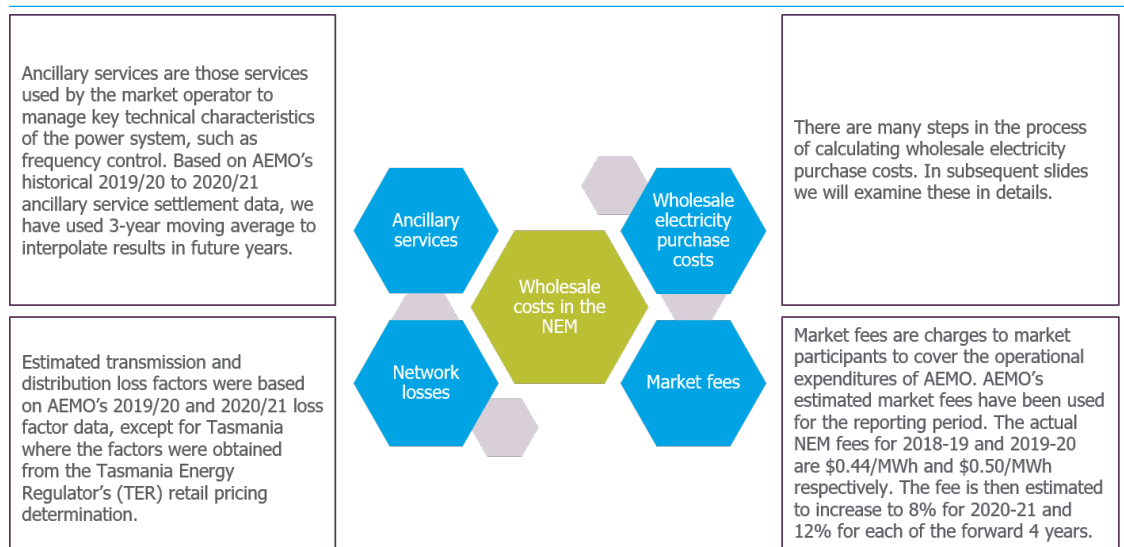 Ancillary services are those services
used by the market operator to
manage key technical characteristics
of the power system, such as
frequency control. Based on AEMO’s
historical 2019/20 to 2020/21
ancillary service settlement data, we
have used 3-year moving average to
interpolate results in future years.
Estimated transmission and
distribution loss factors were based
on AEMO’s 2019/20 and 2020/21 loss
factor data, except for Tasmania
where the factors were obtained
from the Tasmania Energy
Regulator’s (TER) retail pricing
determination.
Ancillary
services
Wholesale
electricity
purchase
costs
Wholesale
costs in the
NEM
Network
losses
Market fees
There are many steps in the process
of calculating wholesale electricity
purchase costs. In subsequent slides
we will examine these in details.
Market fees are charges to market
participants to cover the operational
expenditures of AEMO. AEMO’s
estimated market fees have been used
for the reporting period. The actual
NEM fees for 2018-19 and 2019-20
are $0.44/MWh and $0.50/MWh
respectively. The fee is then estimated
to increase to 8% for 2020-21 and
12% for each of the forward 4 years.